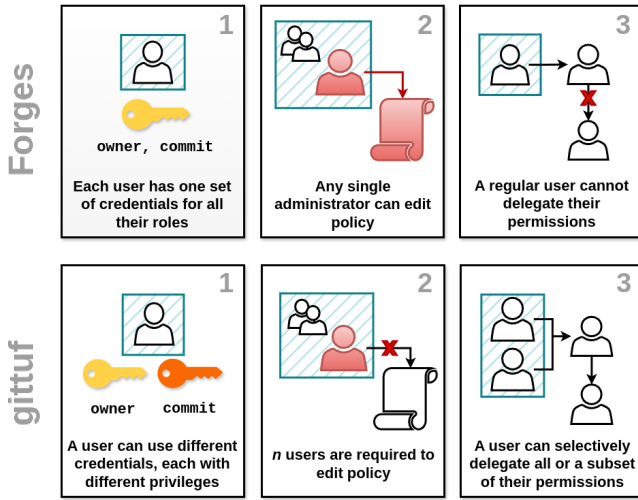 Forges
1
owner, commit
Each user has one set
of credentials for all
their roles
2
Any single
administrator can edit
policy
3
A regular user cannot
delegate their
permissions
gittuf
1
owner commit
A user can use different
credentials, each with
different privileges
2
n users are required to
edit policy
3
A user can selectively
delegate all or a subset
of their permissions